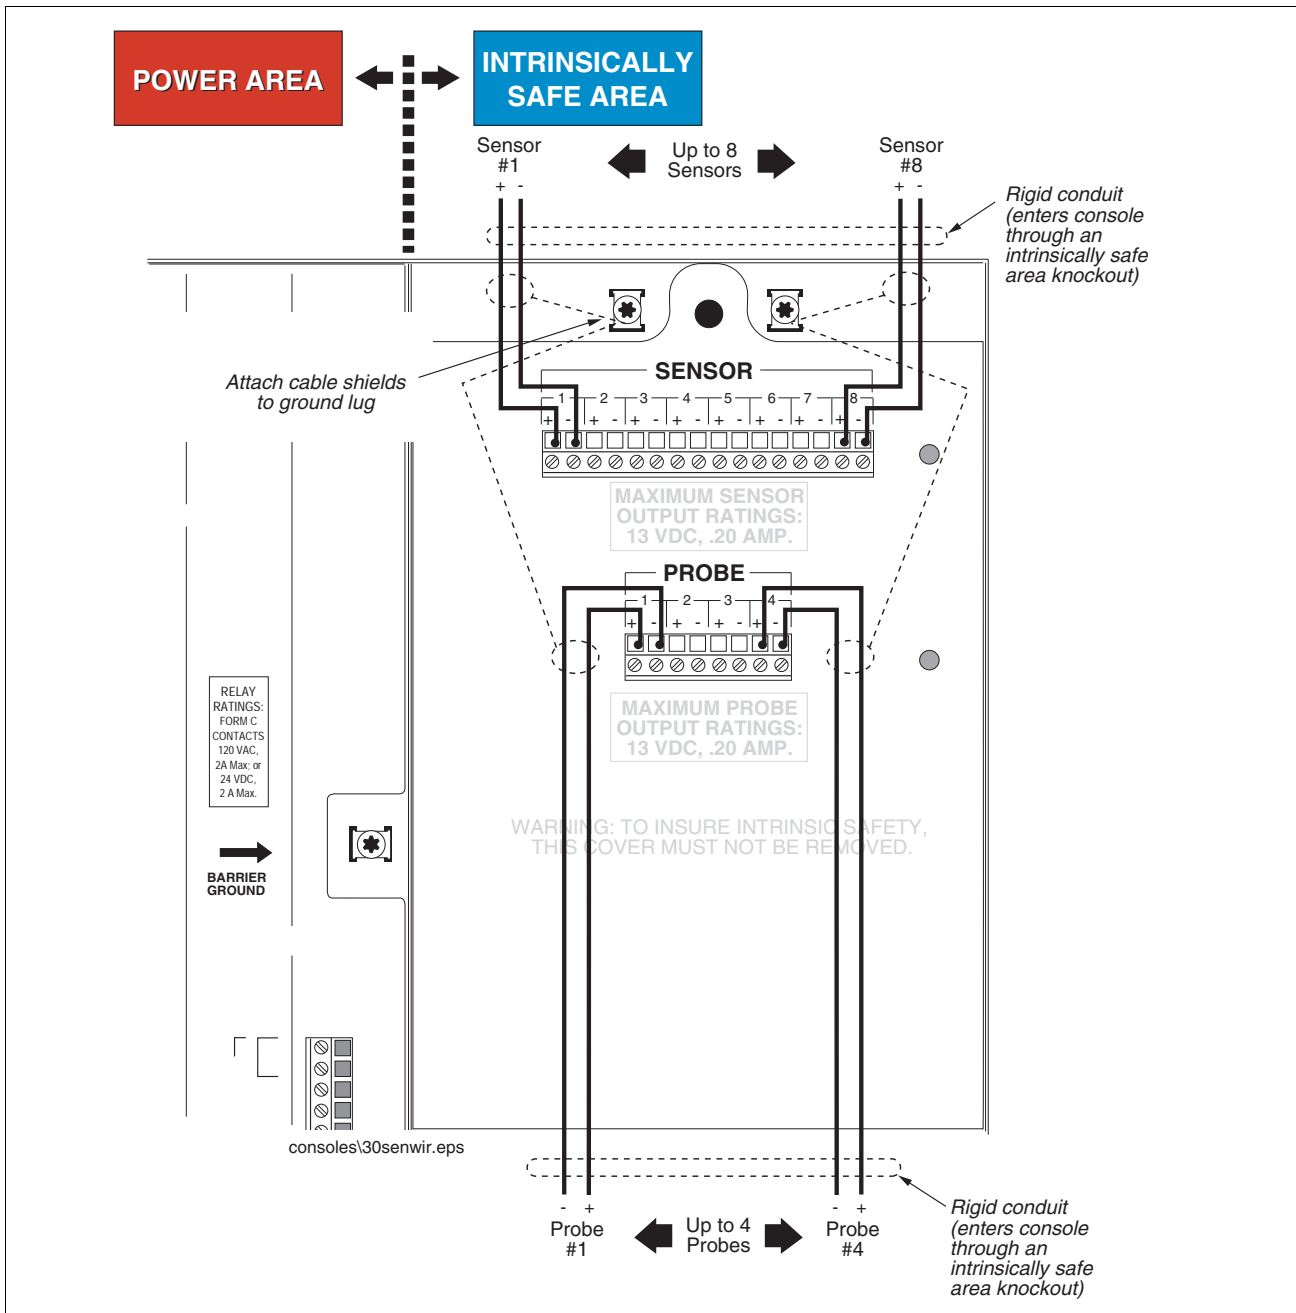 POWER AREA
INTRINSICALLY
SAFE AREA
Sensor
#1
+ -
Up to 8
Sensors
Sensor
#8
+ -
Rigid conduit
(enters console
through an
intrinsically safe
area knockout)
Attach cable shields
to ground lug
SENSOR
1 2 3 4 5 6 7 8
+ - + - + - + - + - + - + - + -
MAXIMUM SENSOR
OUTPUT RATINGS:
13 VDC, .20 AMP.
PROBE
1 2 3 4
+ - + - + - + -
MAXIMUM PROBE
OUTPUT RATINGS:
13 VDC, .20 AMP.
RELAY
RATINGS:
FORM C
CONTACTS
120 VAC,
2A Max; or
24 VDC,
2 A Max.
WARNING: TO INSURE INTRINSIC SAFETY,
THIS COVER MUST NOT BE REMOVED.
BARRIER
GROUND
consoles\30senwir.eps
- +
Probe
#1
Up to 4
Probes
- +
Probe
#4
Rigid conduit
(enters console
through an
intrinsically safe
area knockout)